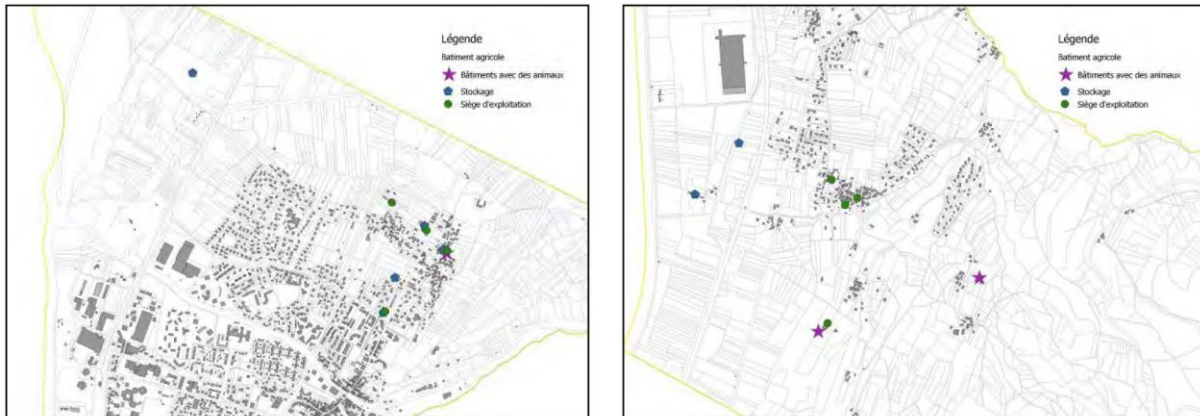 Légende
Batiment agricole
Bâtiments avec des animaux
Stockage
Siège d'exploitation
Légende
Batiment agricole
Bâtiments avec des animaux
Stockage
Siège d'exploitation